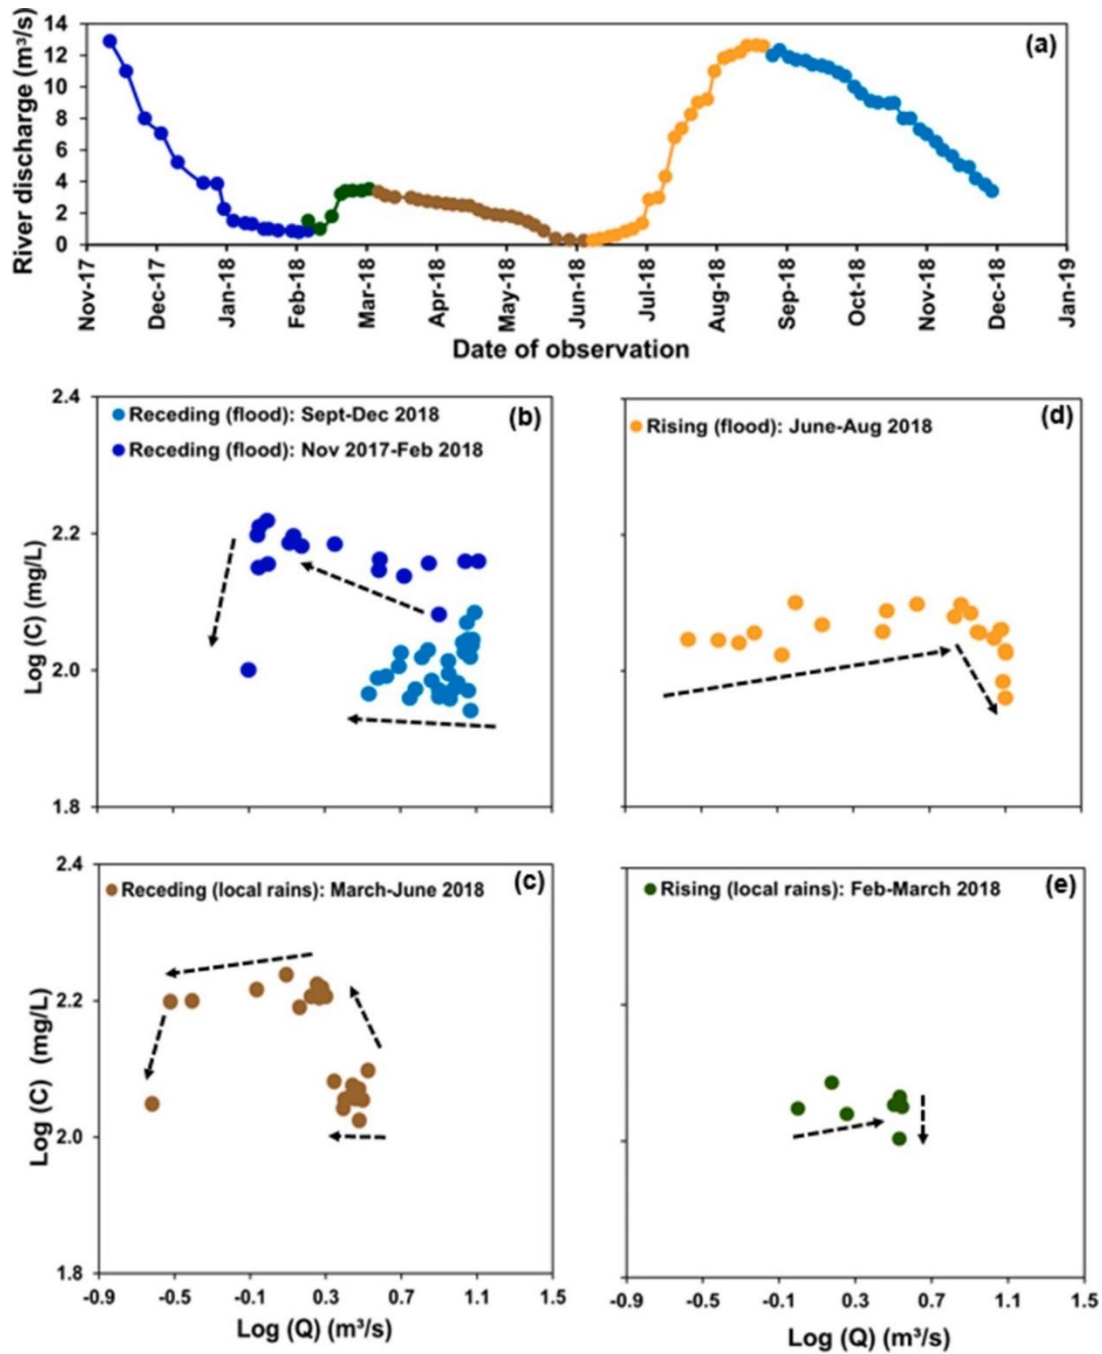 (a)
River discharge (m³/s)
14
12
10
8
6
4
2
0
Nov-17
Dec-17
Jan-18
Feb-18
Mar-18
Apr-18
May-18
Jun-18
Jul-18
Aug-18
Sep-18
Oct-18
Nov-18
Dec-18
Jan-19
Date of observation
(b)
Receding (flood): Sept-Dec 2018
Receding (flood): Nov 2017-Feb 2018
Log (C) (mg/L)
2.4
2.2
2.0
1.8
(d)
Rising (flood): June-Aug 2018
(c)
Receding (local rains): March-June 2018
Log (C) (mg/L)
2.4
2.2
2.0
1.8
-0.9 -0.5 -0.1 0.3 0.7 1.1 1.5
Log (Q) (m³/s)
(e)
Rising (local rains): Feb-March 2018
-0.9 -0.5 -0.1 0.3 0.7 1.1 1.5
Log (Q) (m³/s)